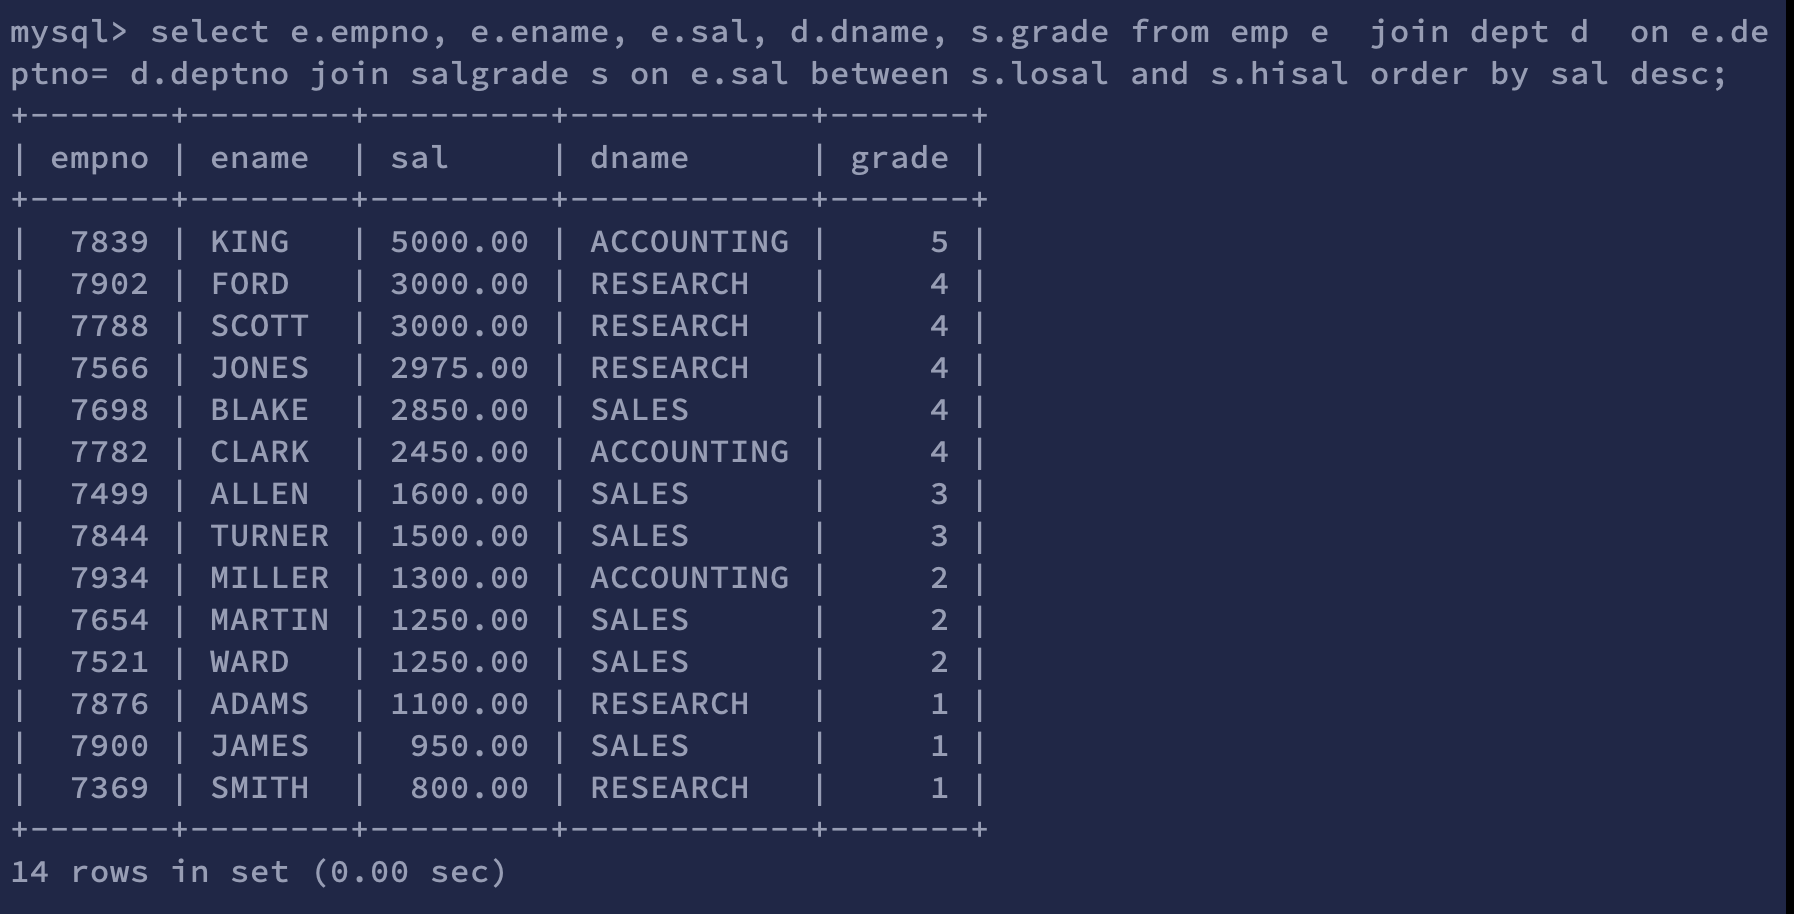 mysql> select e.empno, e.ename, e.sal, d.dname, s.grade from emp e  join dept d  on e.de
ptno= d.deptno join salgrade s on e.sal between s.losal and s.hisal order by sal desc;
+-------+--------+---------+------------+-------+
| empno | ename  | sal     | dname      | grade |
+-------+--------+---------+------------+-------+
|  7839 | KING   | 5000.00 | ACCOUNTING |     5 |
|  7902 | FORD   | 3000.00 | RESEARCH   |     4 |
|  7788 | SCOTT  | 3000.00 | RESEARCH   |     4 |
|  7566 | JONES  | 2975.00 | RESEARCH   |     4 |
|  7698 | BLAKE  | 2850.00 | SALES      |     4 |
|  7782 | CLARK  | 2450.00 | ACCOUNTING |     4 |
|  7499 | ALLEN  | 1600.00 | SALES      |     3 |
|  7844 | TURNER | 1500.00 | SALES      |     3 |
|  7934 | MILLER | 1300.00 | ACCOUNTING |     2 |
|  7654 | MARTIN | 1250.00 | SALES      |     2 |
|  7521 | WARD   | 1250.00 | SALES      |     2 |
|  7876 | ADAMS  | 1100.00 | RESEARCH   |     1 |
|  7900 | JAMES  |  950.00 | SALES      |     1 |
|  7369 | SMITH  |  800.00 | RESEARCH   |     1 |
+-------+--------+---------+------------+-------+
14 rows in set (0.00 sec)